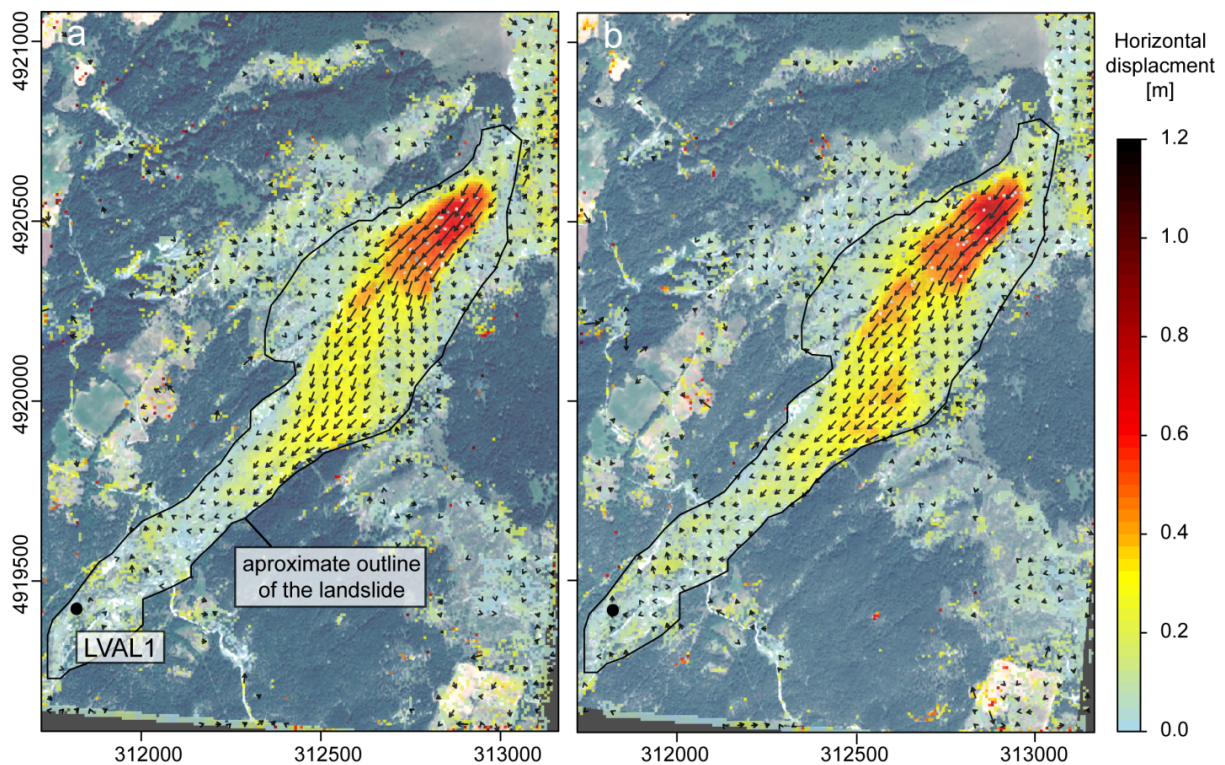 a
b
Horizontal
displacment
[m]
4921000
4920500
4920000
4919500
1.2
1.0
0.8
0.6
0.4
0.2
0.0
aproximate outline
of the landslide
LVAL1
312000
312500
313000
312000
312500
313000